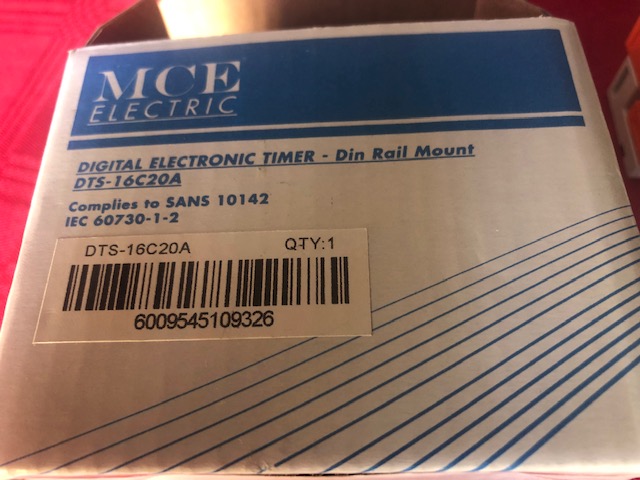 MCE
ELECTRIC
DIGITAL ELECTRONIC TIMER - Din Rail Mount
DTS-16C20A
Complies to SANS 10142
IEC 60730-1-2
DTS-16C20A QTY:1
6009545109326